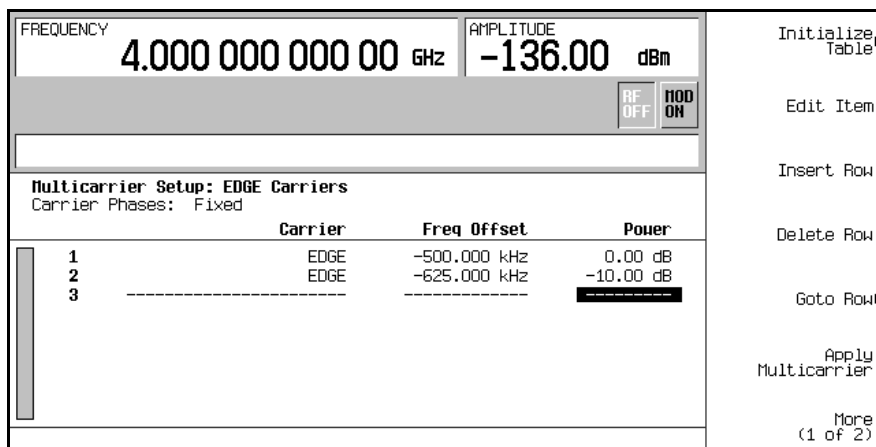 FREQUENCY
4.000 000 000 00 GHz
AMPLITUDE
-136.00 dBm
RF OFF
MOD ON
Multicarrier Setup: EDGE Carriers
Carrier Phases: Fixed
Carrier Freq Offset Power
1 EDGE -500.000 kHz 0.00 dB
2 EDGE -625.000 kHz -10.00 dB
3 ---------------------- ------------- ---------
Initialize
Table
Edit Item
Insert Row
Delete Row
Goto Row
Apply
Multicarrier
More
(1 of 2)